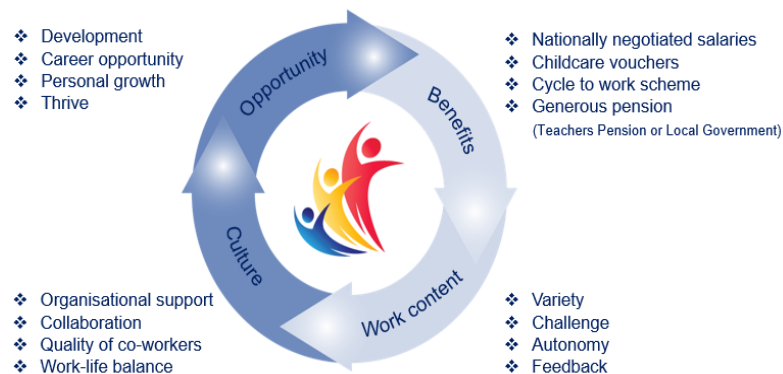 ❖ Development
❖ Career opportunity
❖ Personal growth
❖ Thrive
Opportunity
Benefits
❖ Nationally negotiated salaries
❖ Childcare vouchers
❖ Cycle to work scheme
❖ Generous pension
(Teachers Pension or Local Government)
Culture
Work content
❖ Organisational support
❖ Collaboration
❖ Quality of co-workers
❖ Work-life balance
❖ Variety
❖ Challenge
❖ Autonomy
❖ Feedback